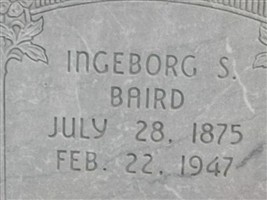 INGEBORG S.
BAIRD
JULY 28, 1875
FEB. 22, 1947